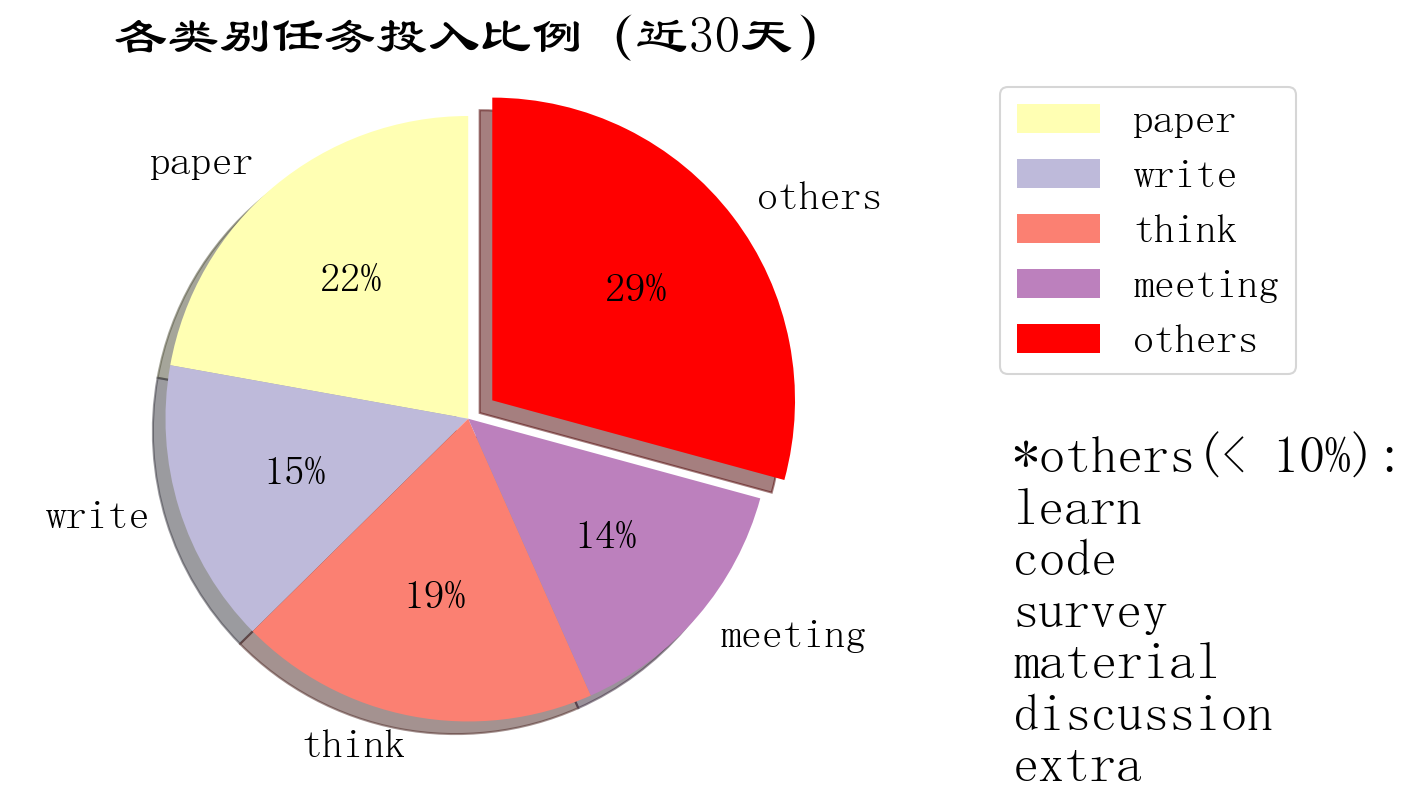 各类别任务投入比例 (近30天)
paper
22%
others
29%
write
15%
14%
19%
meeting
think
paper
write
think
meeting
others
*others(< 10%):
learn
code
survey
material
discussion
extra